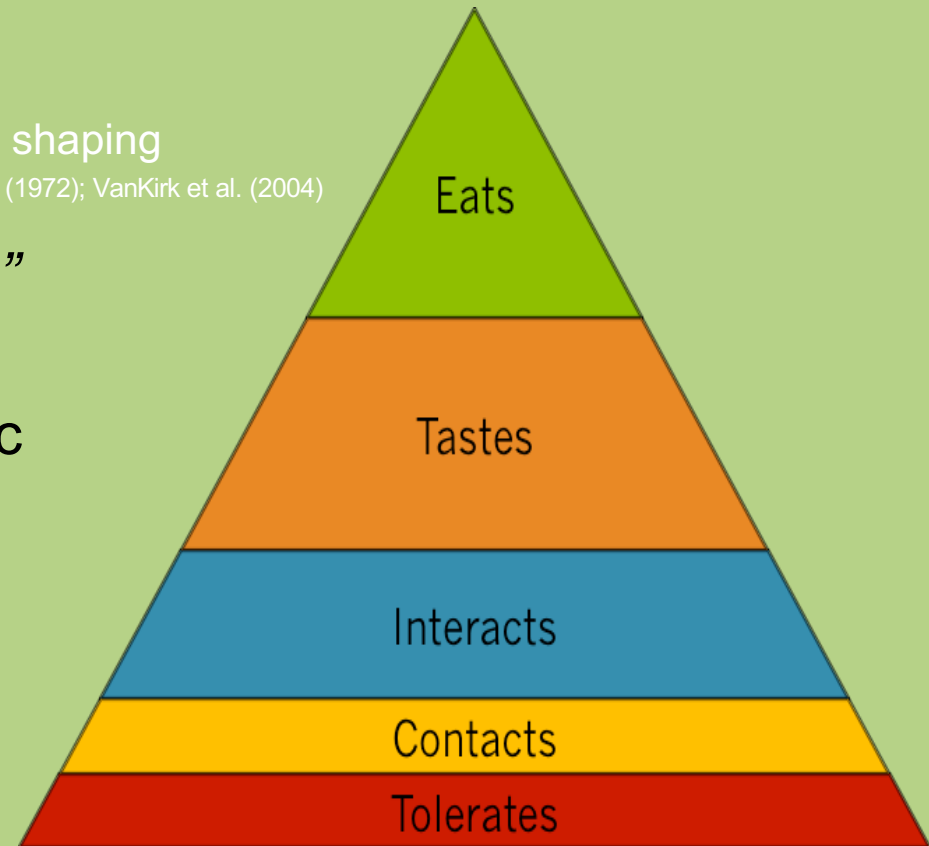 shaping
(1972); VanKirk et al. (2004)
”
c
Eats
Tastes
Interacts
Contacts
Tolerates